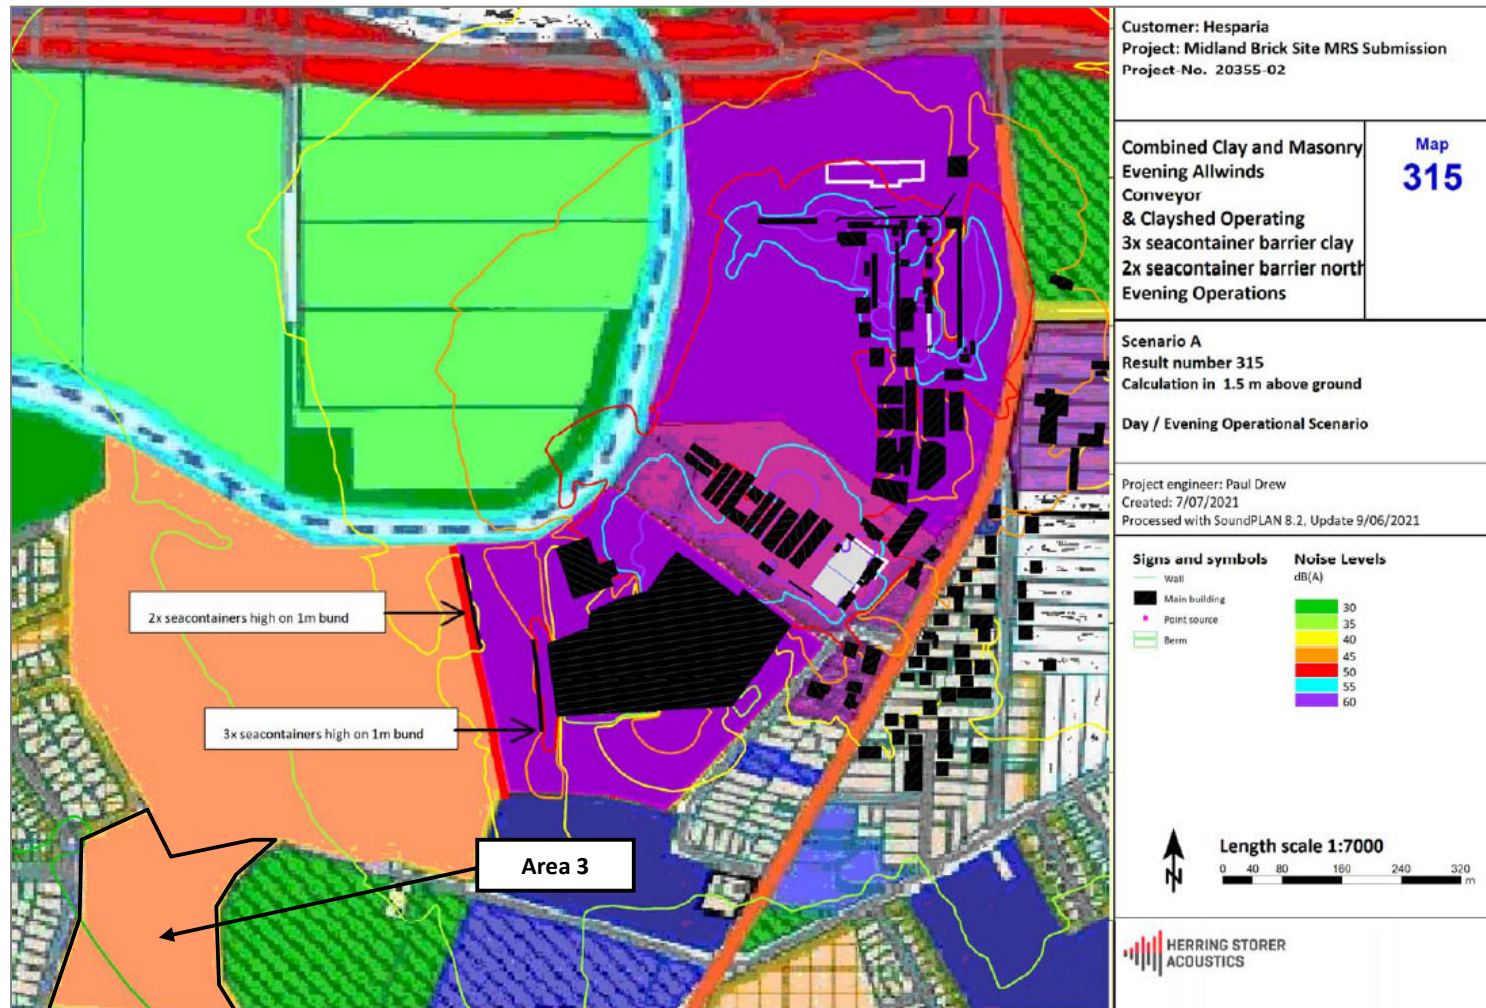 Customer: Hesparia
Project: Midland Brick Site MRS Submission
Project-No. 20355-02
Combined Clay and Masonry
Evening Allwinds
Conveyor
& Clayshed Operating
3x seacontainer barrier clay
2x seacontainer barrier north
Evening Operations
Map
315
Scenario A
Result number 315
Calculation in 1.5 m above ground
Day / Evening Operational Scenario
Project engineer: Paul Drew
Created: 7/07/2021
Processed with SoundPLAN 8.2, Update 9/06/2021
Signs and symbols
Wall
Main building
Point source
Berm
Noise Levels
dB(A)
30
35
40
45
50
55
60
2x seacontainers high on 1m bund
3x seacontainers high on 1m bund
Area 3
N
Length scale 1:7000
0 40 80 160 240 320
m
HERRING STORER
ACOUSTICS